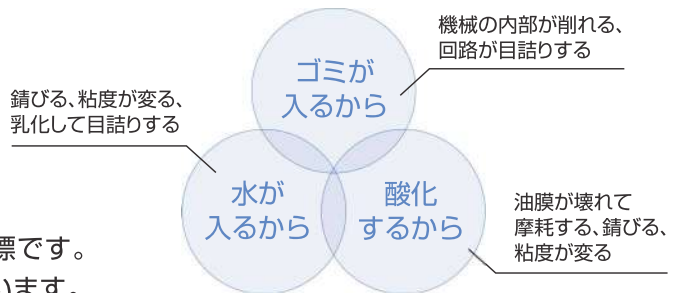 機械の内部が削れる、
回路が目詰りする
ゴミが
入るから
錆びる、粘度が変る、
乳化して目詰りする
水が
入るから
酸化
するから
油膜が壊れて
摩耗する、錆びる、
粘度が変る
標です。
います。